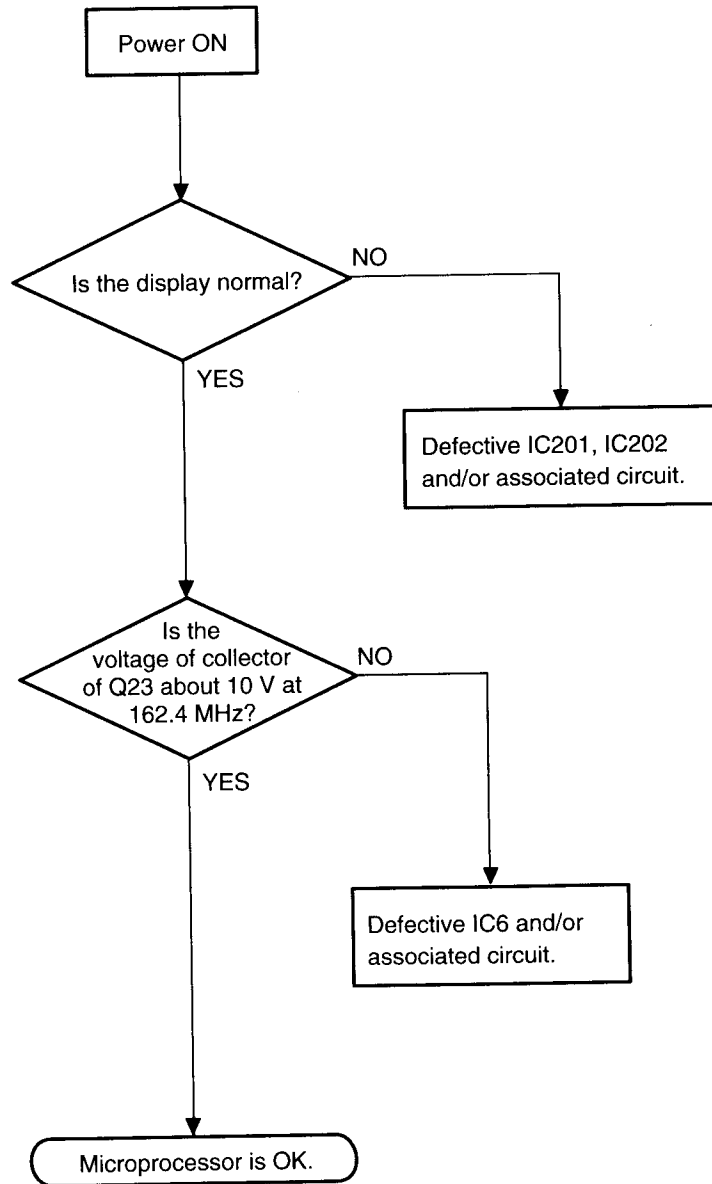 Power ON
Is the display normal?
NO
YES
Defective IC201, IC202
and/or associated circuit.
Is the
voltage of collector
of Q23 about 10 V at
162.4 MHz?
NO
YES
Defective IC6 and/or
associated circuit.
Microprocessor is OK.